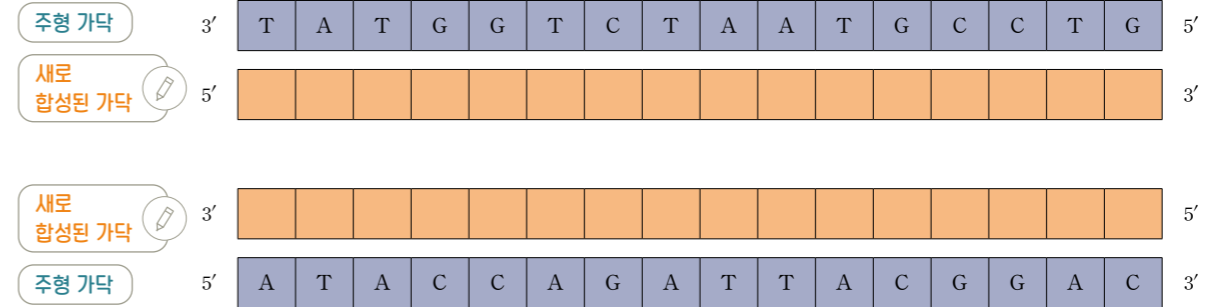 주형 가닥 3′ T A T G G T C T A A T G C C T G 5′
새로
합성된 가닥 5′ 3′
새로
합성된 가닥 3′ 5′
주형 가닥 5′ A T A C C A G A T T A C G G A C 3′